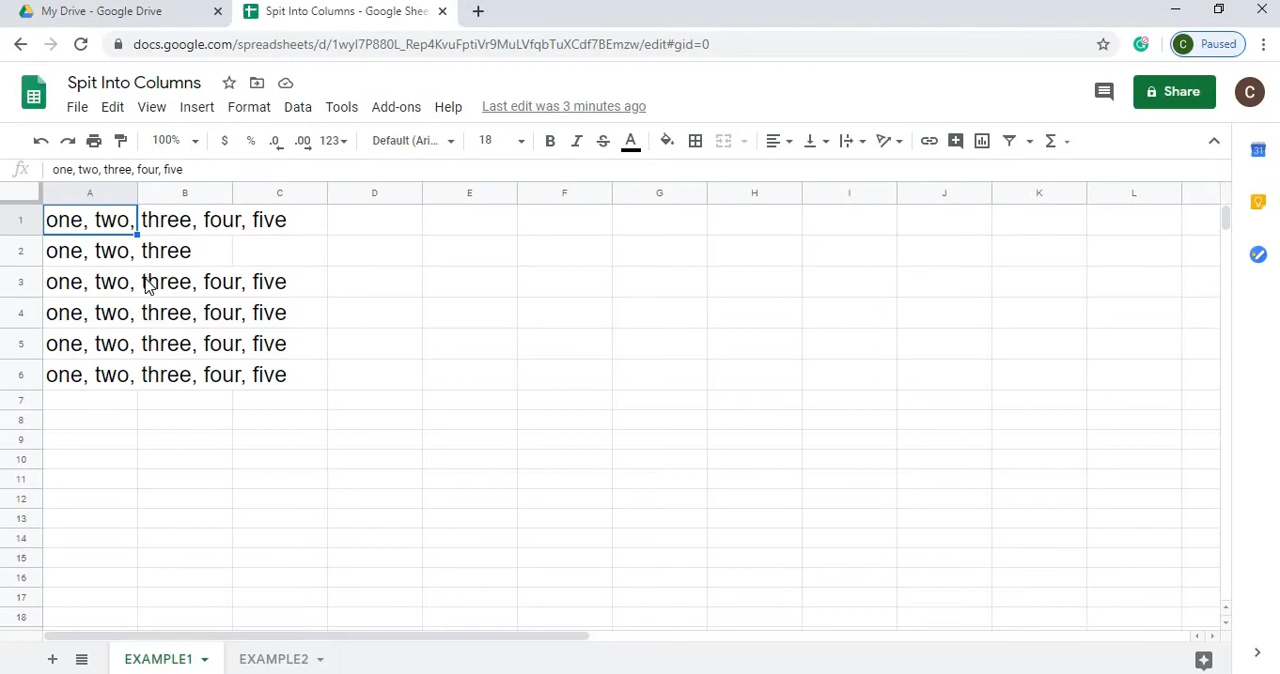 My Drive - Google Drive
Spit Into Columns - Google Shee
docs.google.com/spreadsheets/d/1wyI7P880L_Rep4KvuFptiVr9MuLVfqbTuXCdf7BEmzw/edit#gid=0
C Paused
Spit Into Columns
File Edit View Insert Format Data Tools Add-ons Help Last edit was 3 minutes ago
Share
C
100% $ % .0 .00 123 Default (Ari... 18 B I S A Σ
31
fx one, two, three, four, five
A B C D E F G H I J K L
1 one, two, three, four, five
2 one, two, three
3 one, two, three, four, five
4 one, two, three, four, five
5 one, two, three, four, five
6 one, two, three, four, five
7
8
9
10
11
12
13
14
15
16
17
18
EXAMPLE1 EXAMPLE2